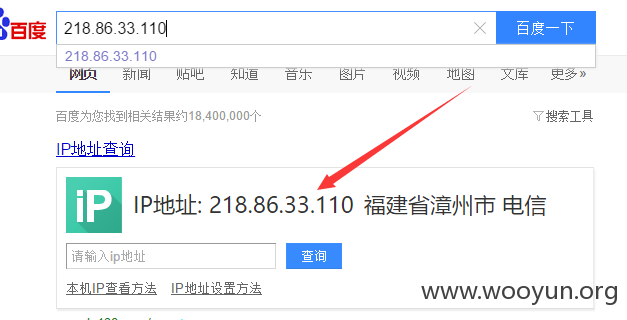 百度 218.86.33.110 百度一下
218.86.33.110
网页 新闻 贴吧 知道 音乐 图片 视频 地图 文库 更多»
百度为您找到相关结果约18,400,000个 搜索工具
IP地址查询
iP IP地址: 218.86.33.110 福建省漳州市 电信
请输入ip地址 查询
本机IP查看方法 IP地址设置方法
www.wooyun.org